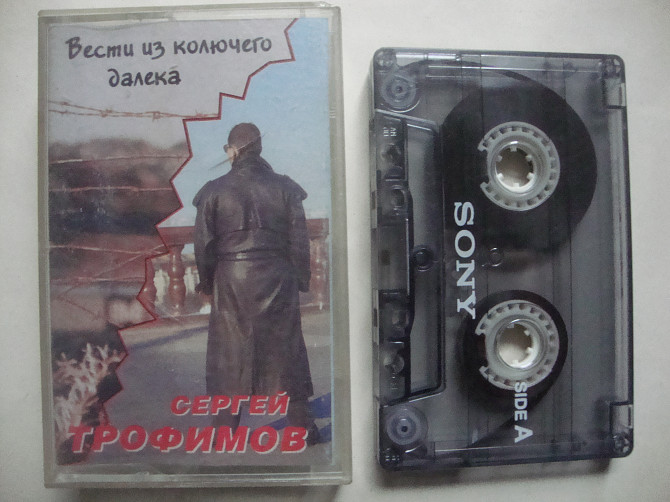 Вести из колючего
далека
СЕРГЕЙ
ТРОФИМОВ
SONY
SIDE A